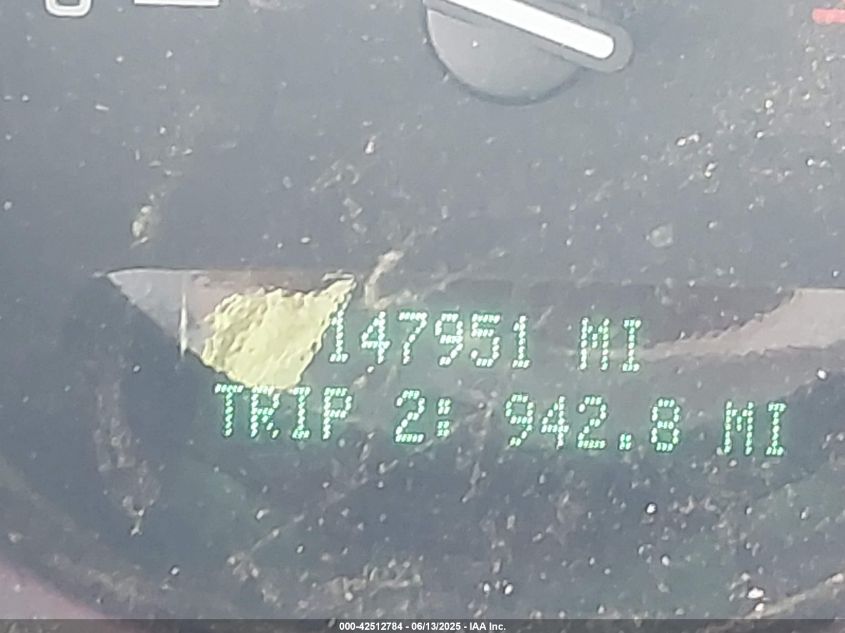 147951 MI
TRIP 2: 942.8 MI
000-42512784 - 06/13/2025 - IAA Inc.